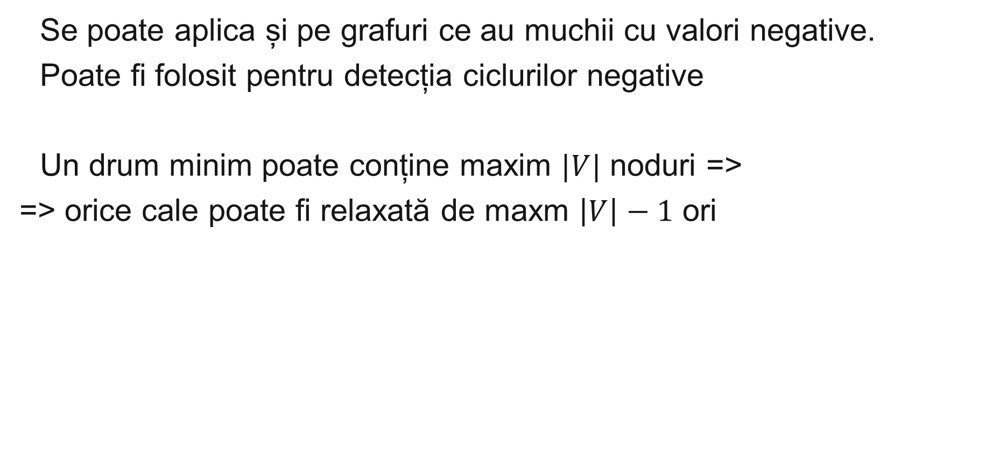 Se poate aplica și pe grafuri ce au muchii cu valori negative.
Poate fi folosit pentru detecția ciclurilor negative
Un drum minim poate conține maxim |V| noduri =>
=> orice cale poate fi relaxată de maxm |V| − 1 ori